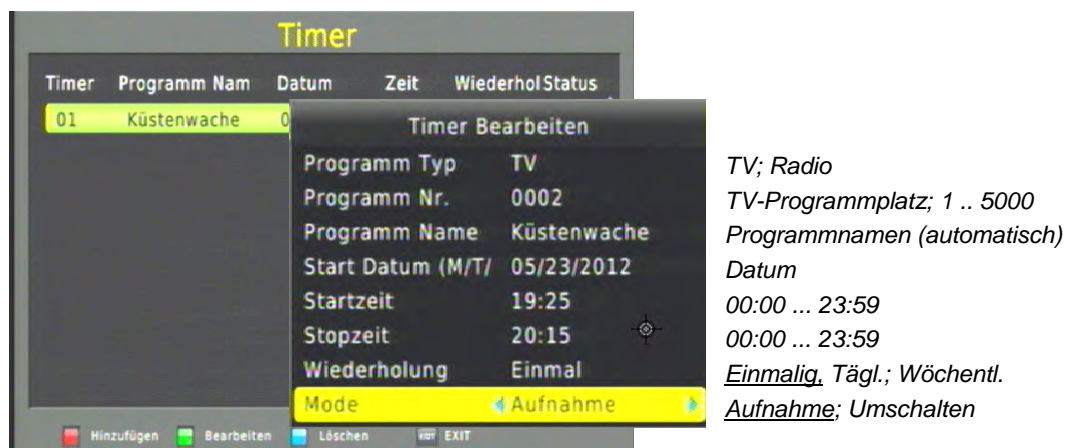 Timer
Timer Programm Nam Datum Zeit Wiederhol Status
01 Küstenwache 0
Timer Bearbeiten
Programm Typ TV
Programm Nr. 0002
Programm Name Küstenwache
Start Datum (M/T/ 05/23/2012
Startzeit 19:25
Stopzeit 20:15
Wiederholung Einmal
Mode Aufnahme
Hinzufügen Bearbeiten Löschen EXIT EXIT
TV; Radio
TV-Programmplatz; 1 .. 5000
Programmnamen (automatisch)
Datum
00:00 ... 23:59
00:00 ... 23:59
Einmalig, Tägl.; Wöchentl.
Aufnahme; Umschalten